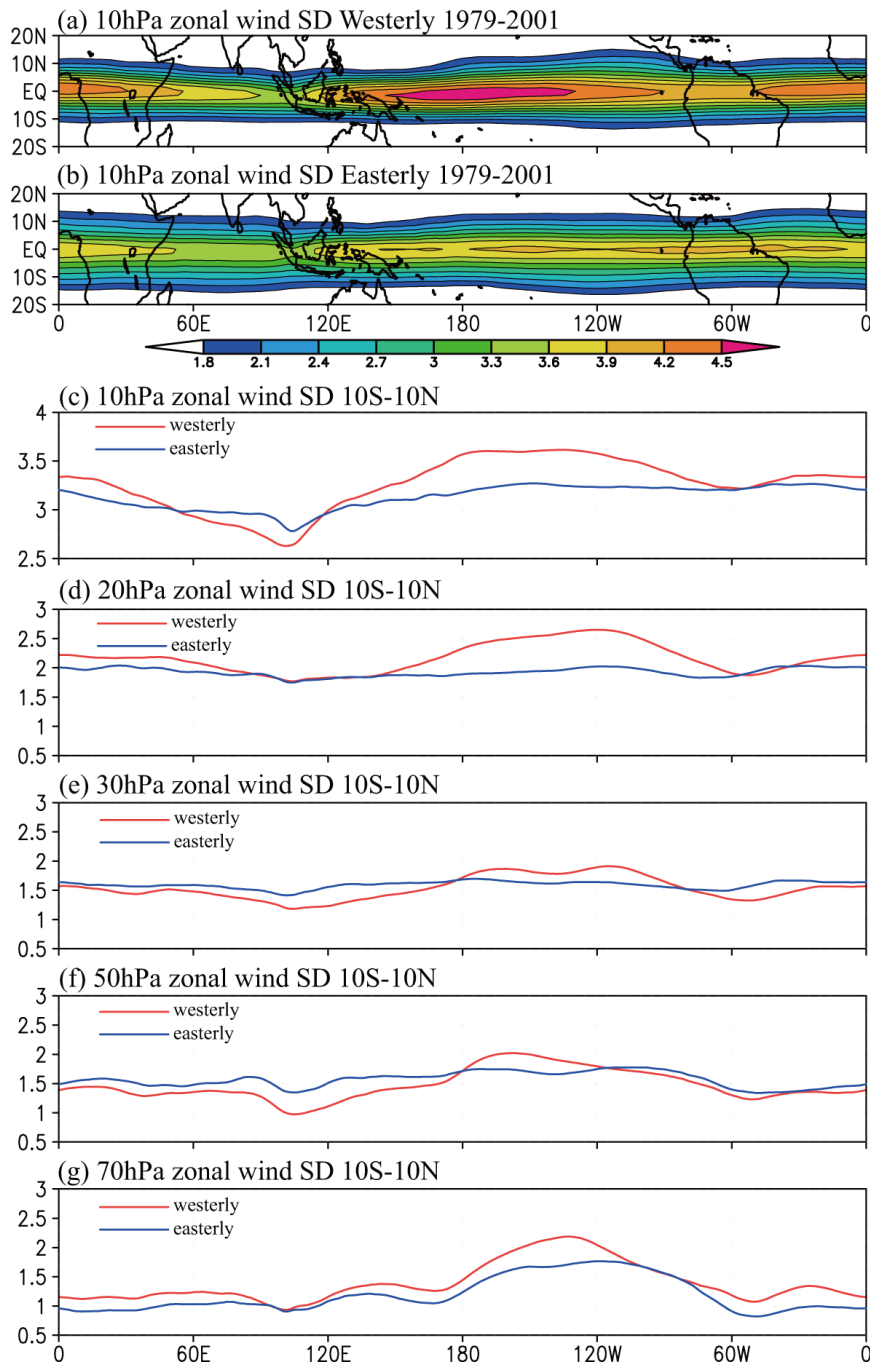 (a) 10hPa zonal wind SD Westerly 1979-2001
20N
10N
EQ
10S
20S
(b) 10hPa zonal wind SD Easterly 1979-2001
20N
10N
EQ
10S
20S
0 60E 120E 180 120W 60W 0
1.8 2.1 2.4 2.7 3 3.3 3.6 3.9 4.2 4.5
(c) 10hPa zonal wind SD 10S-10N
4
westerly
easterly
3.5
3
2.5
(d) 20hPa zonal wind SD 10S-10N
3
westerly
2.5
easterly
2
1.5
1
0.5
(e) 30hPa zonal wind SD 10S-10N
3
westerly
2.5
easterly
2
1.5
1
0.5
(f) 50hPa zonal wind SD 10S-10N
3
westerly
2.5
easterly
2
1.5
1
0.5
(g) 70hPa zonal wind SD 10S-10N
3
westerly
2.5
easterly
2
1.5
1
0.5
0 60E 120E 180 120W 60W 0